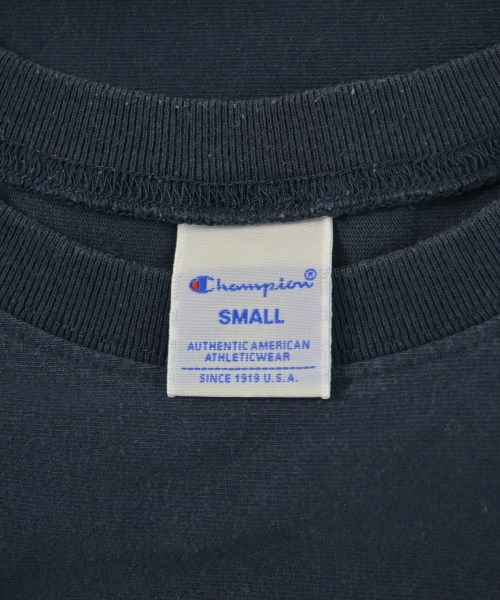 Champion®
SMALL
AUTHENTIC AMERICAN
ATHLETICWEAR
SINCE 1919 U.S.A.